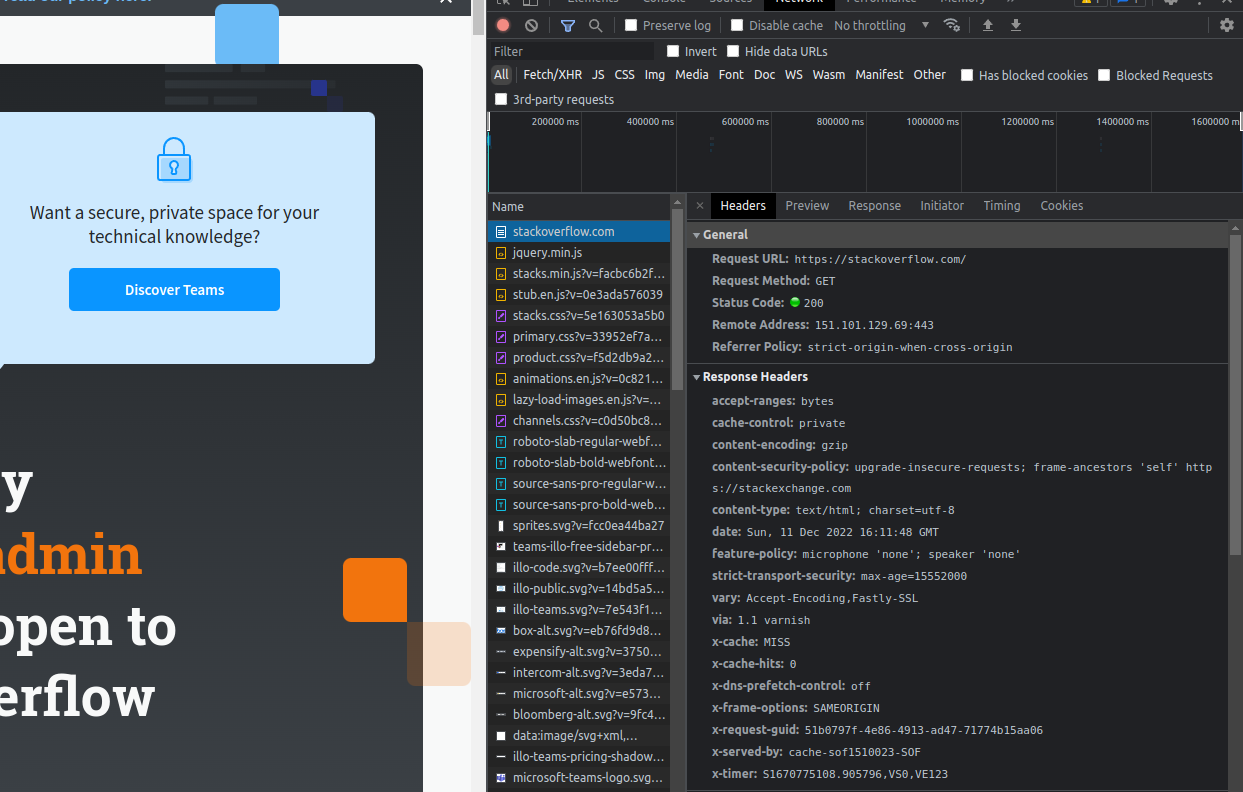 read our policy here.
Want a secure, private space for your
technical knowledge?
Discover Teams
y
admin
open to
erflow
Elements Console Sources Network Performance Memory
Preserve log Disable cache No throttling
Filter Invert Hide data URLs
All Fetch/XHR JS CSS Img Media Font Doc WS Wasm Manifest Other Has blocked cookies Blocked Requests
3rd-party requests
200000 ms 400000 ms 600000 ms 800000 ms 1000000 ms 1200000 ms 1400000 ms 1600000 m
Name
stackoverflow.com
jquery.min.js
stacks.min.js?v=facbc6b2f…
stub.en.js?v=0e3ada576039
stacks.css?v=5e163053a5b0
primary.css?v=33952ef7a…
product.css?v=f5d2db9a2…
animations.en.js?v=0c821…
lazy-load-images.en.js?v=…
channels.css?v=c0d50bc8…
roboto-slab-regular-webf…
roboto-slab-bold-webfont…
source-sans-pro-regular-w…
source-sans-pro-bold-web…
sprites.svg?v=fcc0ea44ba27
teams-illo-free-sidebar-pr…
illo-code.svg?v=b7ee00fff…
illo-public.svg?v=14bd5a5…
illo-teams.svg?v=7e543f1…
box-alt.svg?v=eb76fd9d8…
expensify-alt.svg?v=3750…
intercom-alt.svg?v=3eda7…
microsoft-alt.svg?v=e573…
bloomberg-alt.svg?v=9fc4…
data:image/svg+xml,…
illo-teams-pricing-shadow…
microsoft-teams-logo.svg…
× Headers Preview Response Initiator Timing Cookies
General
Request URL: https://stackoverflow.com/
Request Method: GET
Status Code: 200
Remote Address: 151.101.129.69:443
Referrer Policy: strict-origin-when-cross-origin
Response Headers
accept-ranges: bytes
cache-control: private
content-encoding: gzip
content-security-policy: upgrade-insecure-requests; frame-ancestors 'self' http
s://stackexchange.com
content-type: text/html; charset=utf-8
date: Sun, 11 Dec 2022 16:11:48 GMT
feature-policy: microphone 'none'; speaker 'none'
strict-transport-security: max-age=15552000
vary: Accept-Encoding,Fastly-SSL
via: 1.1 varnish
x-cache: MISS
x-cache-hits: 0
x-dns-prefetch-control: off
x-frame-options: SAMEORIGIN
x-request-guid: 51b0797f-4e86-4913-ad47-71774b15aa06
x-served-by: cache-sof1510023-SOF
x-timer: S1670775108.905796,VS0,VE123